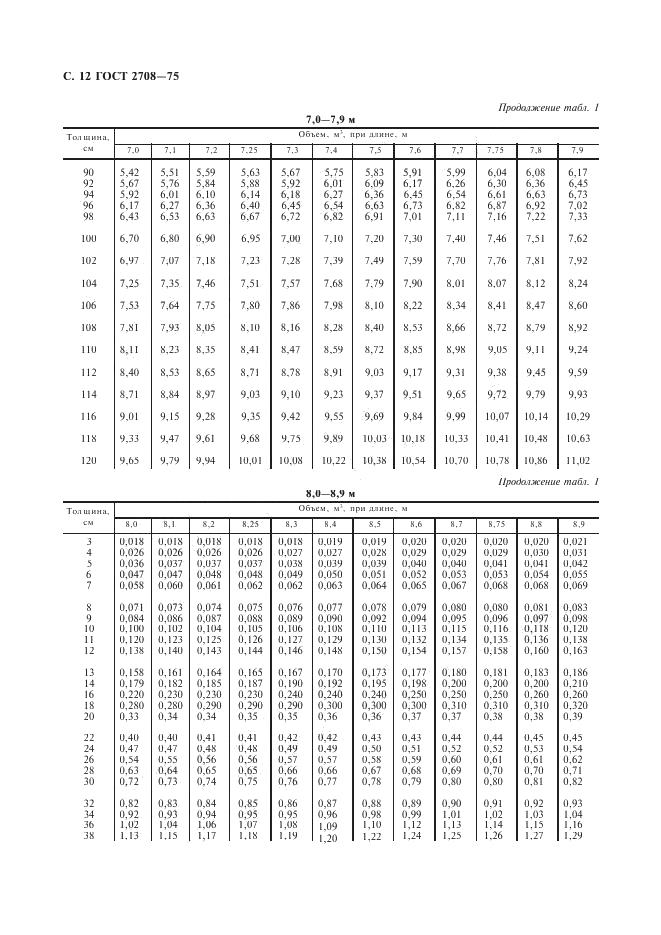 С. 12 ГОСТ 2708—75
Продолжение табл. 1
7,0—7,9 м
Толщина, см Объем, м³, при длине, м
7,0 7,1 7,2 7,25 7,3 7,4 7,5 7,6 7,7 7,75 7,8 7,9
90 5,42 5,51 5,59 5,63 5,67 5,75 5,83 5,91 5,99 6,04 6,08 6,17
92 5,67 5,76 5,84 5,88 5,92 6,01 6,09 6,17 6,26 6,30 6,36 6,45
94 5,92 6,01 6,10 6,14 6,18 6,27 6,36 6,45 6,54 6,61 6,63 6,73
96 6,17 6,27 6,36 6,40 6,45 6,54 6,63 6,73 6,82 6,87 6,92 7,02
98 6,43 6,53 6,63 6,67 6,72 6,82 6,91 7,01 7,11 7,16 7,22 7,33
100 6,70 6,80 6,90 6,95 7,00 7,10 7,20 7,30 7,40 7,46 7,51 7,62
102 6,97 7,07 7,18 7,23 7,28 7,39 7,49 7,59 7,70 7,76 7,81 7,92
104 7,25 7,35 7,46 7,51 7,57 7,68 7,79 7,90 8,01 8,07 8,12 8,24
106 7,53 7,64 7,75 7,80 7,86 7,98 8,10 8,22 8,34 8,41 8,47 8,60
108 7,81 7,93 8,05 8,10 8,16 8,28 8,40 8,53 8,66 8,72 8,79 8,92
110 8,11 8,23 8,35 8,41 8,47 8,59 8,72 8,85 8,98 9,05 9,11 9,24
112 8,40 8,53 8,65 8,71 8,78 8,91 9,03 9,17 9,31 9,38 9,45 9,59
114 8,71 8,84 8,97 9,03 9,10 9,23 9,37 9,51 9,65 9,72 9,79 9,93
116 9,01 9,15 9,28 9,35 9,42 9,55 9,69 9,84 9,99 10,07 10,14 10,29
118 9,33 9,47 9,61 9,68 9,75 9,89 10,03 10,18 10,33 10,41 10,48 10,63
120 9,65 9,79 9,94 10,01 10,08 10,22 10,38 10,54 10,70 10,78 10,86 11,02
Продолжение табл. 1
8,0—8,9 м
Толщина, см Объем, м³, при длине, м
8,0 8,1 8,2 8,25 8,3 8,4 8,5 8,6 8,7 8,75 8,8 8,9
3 0,018 0,018 0,018 0,018 0,018 0,019 0,019 0,020 0,020 0,020 0,020 0,021
4 0,026 0,026 0,026 0,026 0,027 0,027 0,028 0,029 0,029 0,029 0,030 0,031
5 0,036 0,037 0,037 0,037 0,038 0,039 0,039 0,040 0,040 0,041 0,041 0,042
6 0,047 0,047 0,048 0,048 0,049 0,050 0,051 0,052 0,053 0,053 0,054 0,055
7 0,058 0,060 0,061 0,062 0,062 0,063 0,064 0,065 0,067 0,068 0,068 0,069
8 0,071 0,073 0,074 0,075 0,076 0,077 0,078 0,079 0,080 0,080 0,081 0,083
9 0,084 0,086 0,087 0,088 0,089 0,090 0,092 0,094 0,095 0,096 0,097 0,098
10 0,100 0,102 0,104 0,105 0,106 0,108 0,110 0,113 0,115 0,116 0,118 0,120
11 0,120 0,123 0,125 0,126 0,127 0,129 0,130 0,132 0,134 0,135 0,136 0,138
12 0,138 0,140 0,143 0,144 0,146 0,148 0,150 0,154 0,157 0,158 0,160 0,163
13 0,158 0,161 0,164 0,165 0,167 0,170 0,173 0,177 0,180 0,181 0,183 0,186
14 0,179 0,182 0,185 0,187 0,190 0,192 0,195 0,198 0,200 0,200 0,200 0,210
16 0,220 0,230 0,230 0,230 0,240 0,240 0,240 0,250 0,250 0,250 0,260 0,260
18 0,280 0,280 0,290 0,290 0,290 0,300 0,300 0,300 0,310 0,310 0,310 0,320
20 0,33 0,34 0,34 0,35 0,35 0,36 0,36 0,37 0,37 0,38 0,38 0,39
22 0,40 0,40 0,41 0,41 0,42 0,42 0,43 0,43 0,44 0,44 0,45 0,45
24 0,47 0,47 0,48 0,48 0,49 0,49 0,50 0,51 0,52 0,52 0,53 0,54
26 0,54 0,55 0,56 0,56 0,57 0,57 0,58 0,59 0,60 0,61 0,61 0,62
28 0,63 0,64 0,65 0,65 0,66 0,66 0,67 0,68 0,69 0,70 0,70 0,71
30 0,72 0,73 0,74 0,75 0,76 0,77 0,78 0,79 0,80 0,80 0,81 0,82
32 0,82 0,83 0,84 0,85 0,86 0,87 0,88 0,89 0,90 0,91 0,92 0,93
34 0,92 0,93 0,94 0,95 0,95 0,96 0,98 0,99 1,01 1,02 1,03 1,04
36 1,02 1,04 1,06 1,07 1,08 1,09 1,10 1,12 1,13 1,14 1,15 1,16
38 1,13 1,15 1,17 1,18 1,19 1,20 1,22 1,24 1,25 1,26 1,27 1,29